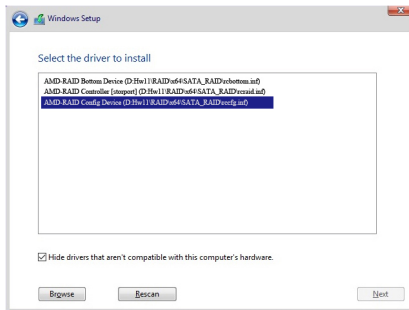 Windows Setup
Select the driver to install
AMD-RAID Bottom Device (D:Hw11\RAID\x64\SATA_RAID\rcbottom.inf)
AMD-RAID Controller [storport] (D:Hw11\RAID\x64\SATA_RAID\rcraid.inf)
AMD-RAID Config Device (D:Hw11\RAID\x64\SATA_RAID\rccfg.inf)
Hide drivers that aren't compatible with this computer's hardware.
Browse
Rescan
Next